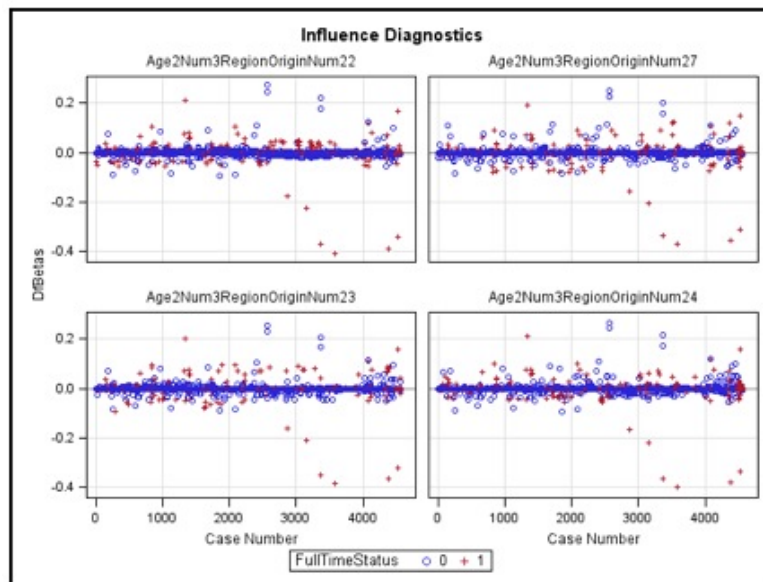 Influence Diagnostics
Age2Num3RegionOriginNum22 Age2Num3RegionOriginNum27
0.2
0.0
-0.2
-0.4
DfBetas
Age2Num3RegionOriginNum23 Age2Num3RegionOriginNum24
0.2
0.0
-0.2
-0.4
0 1000 2000 3000 4000 0 1000 2000 3000 4000
Case Number Case Number
FullTimeStatus 0 1